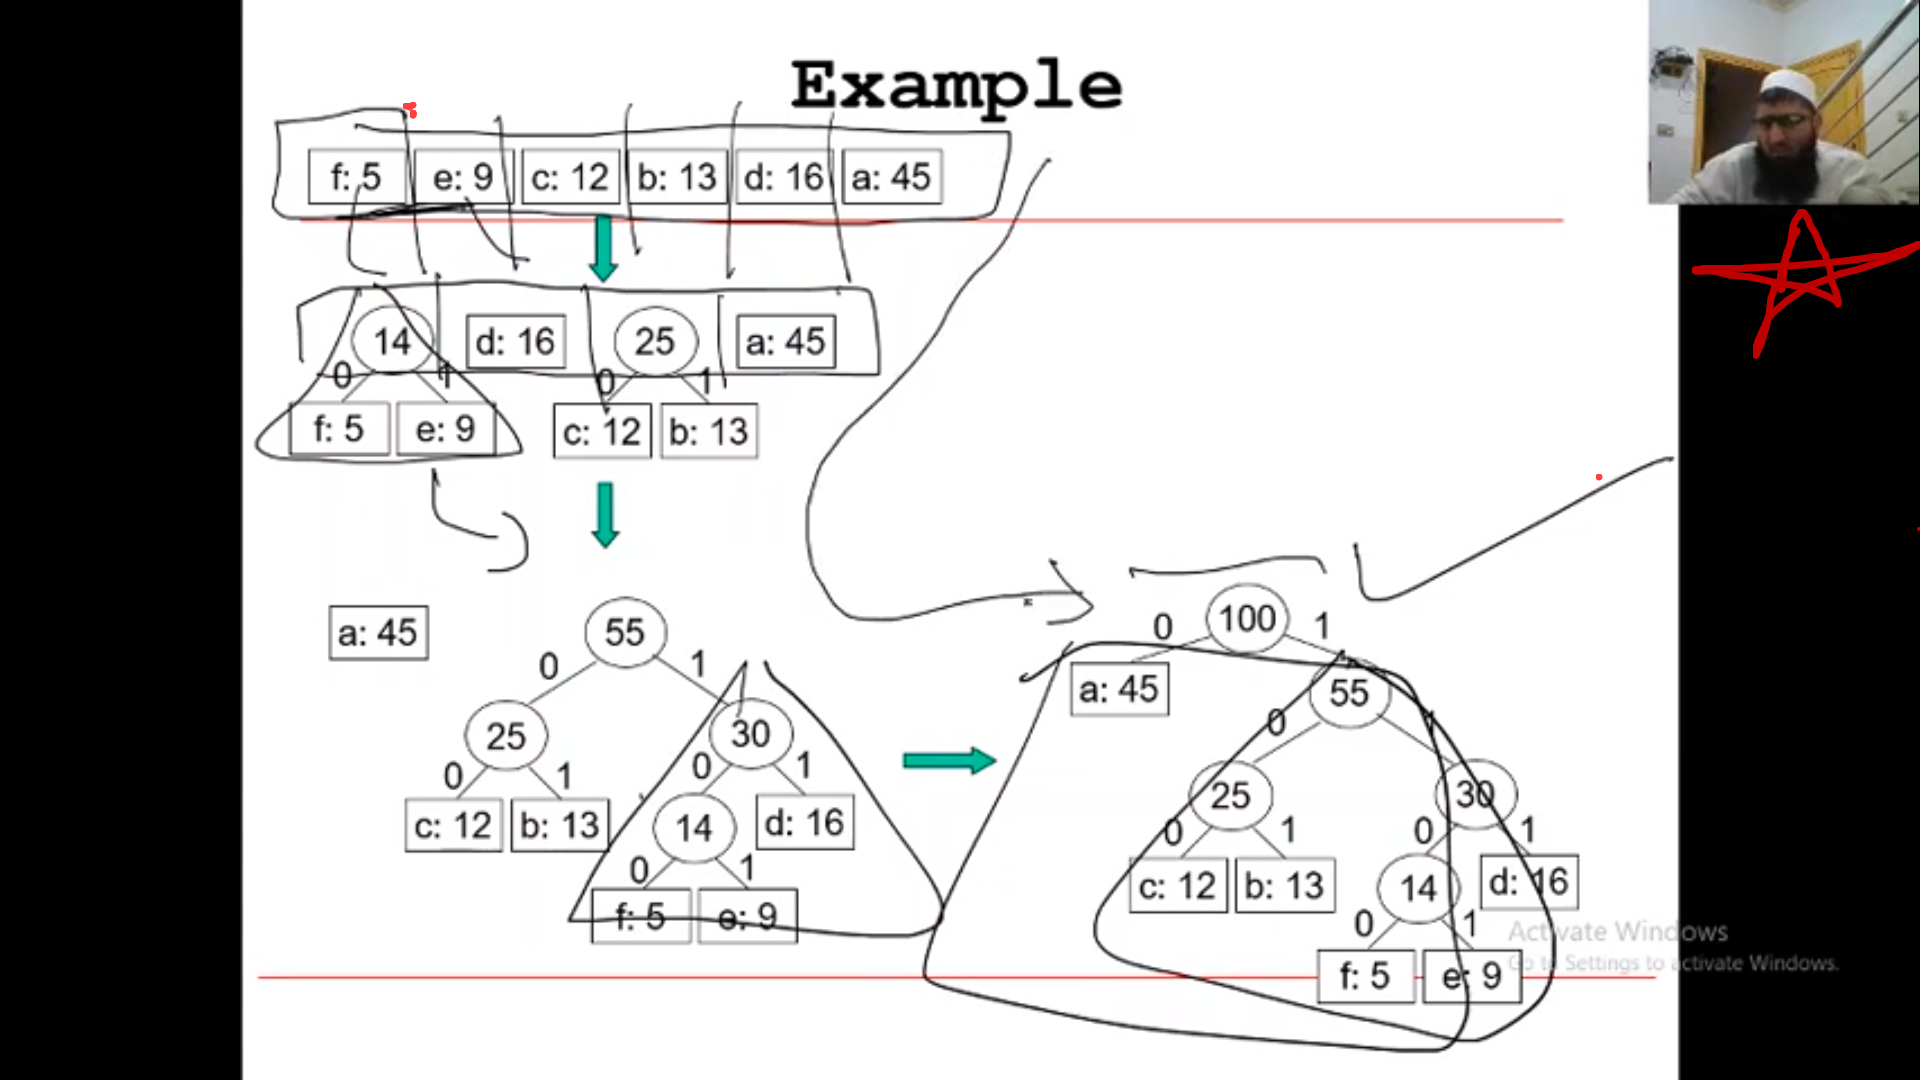 Example
f: 5 e: 9 c: 12 b: 13 d: 16 a: 45
14 d: 16 25 a: 45
0 1 0 1
f: 5 e: 9 c: 12 b: 13
a: 45 55
0 1
25 30
0 1 0 1
c: 12 b: 13 14 d: 16
0 1
f: 5 e: 9
100
0 1
a: 45 55
0
25 30
0 1 0 1
c: 12 b: 13 14 d: 16
0 1
f: 5 e: 9
Activate Windows
Go to Settings to activate Windows.